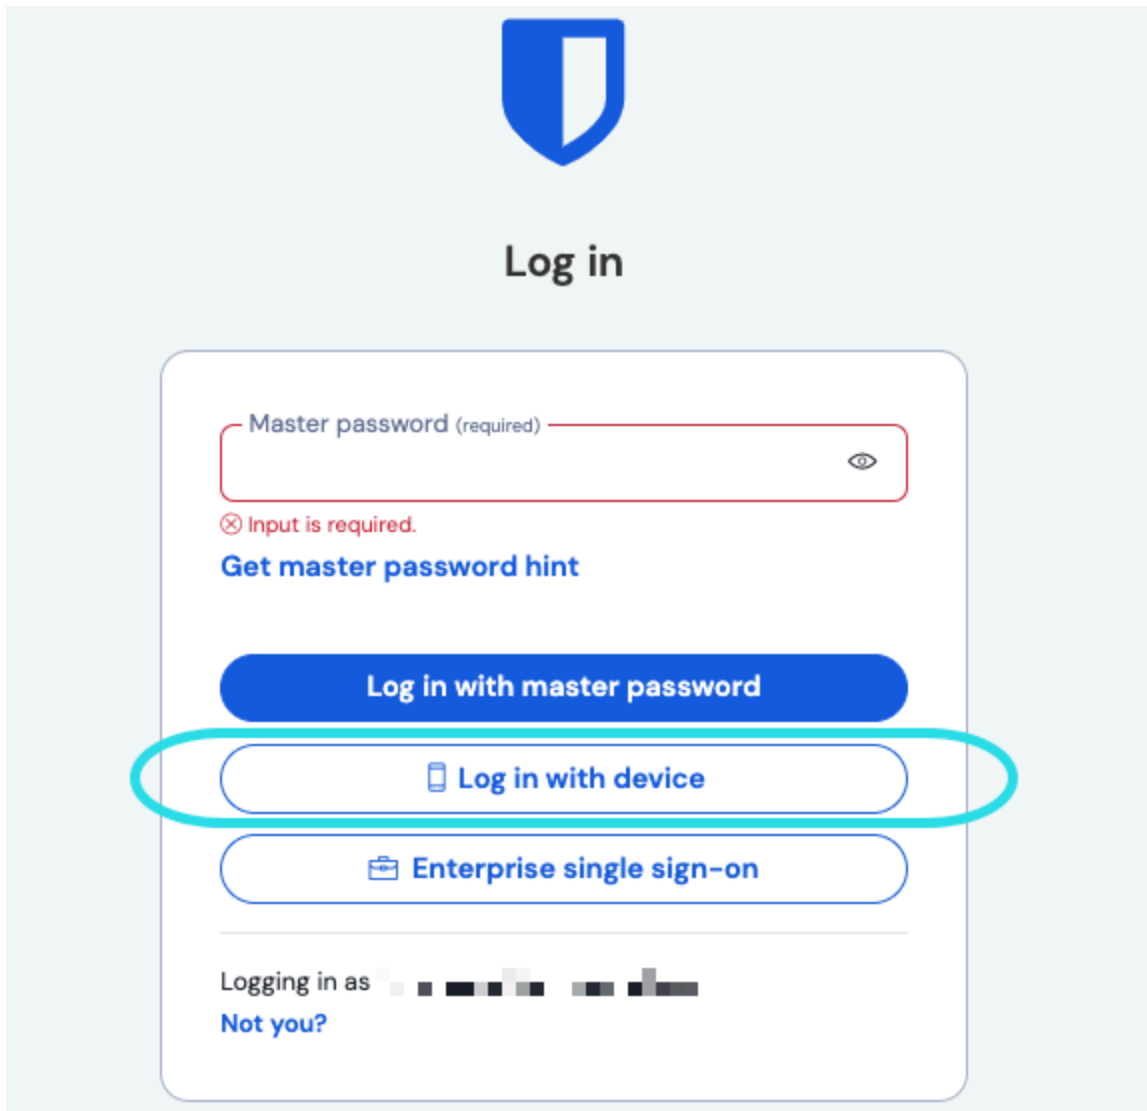 Log in
Master password (required)
Input is required.
Get master password hint
Log in with master password
Log in with device
Enterprise single sign-on
Logging in as
Not you?